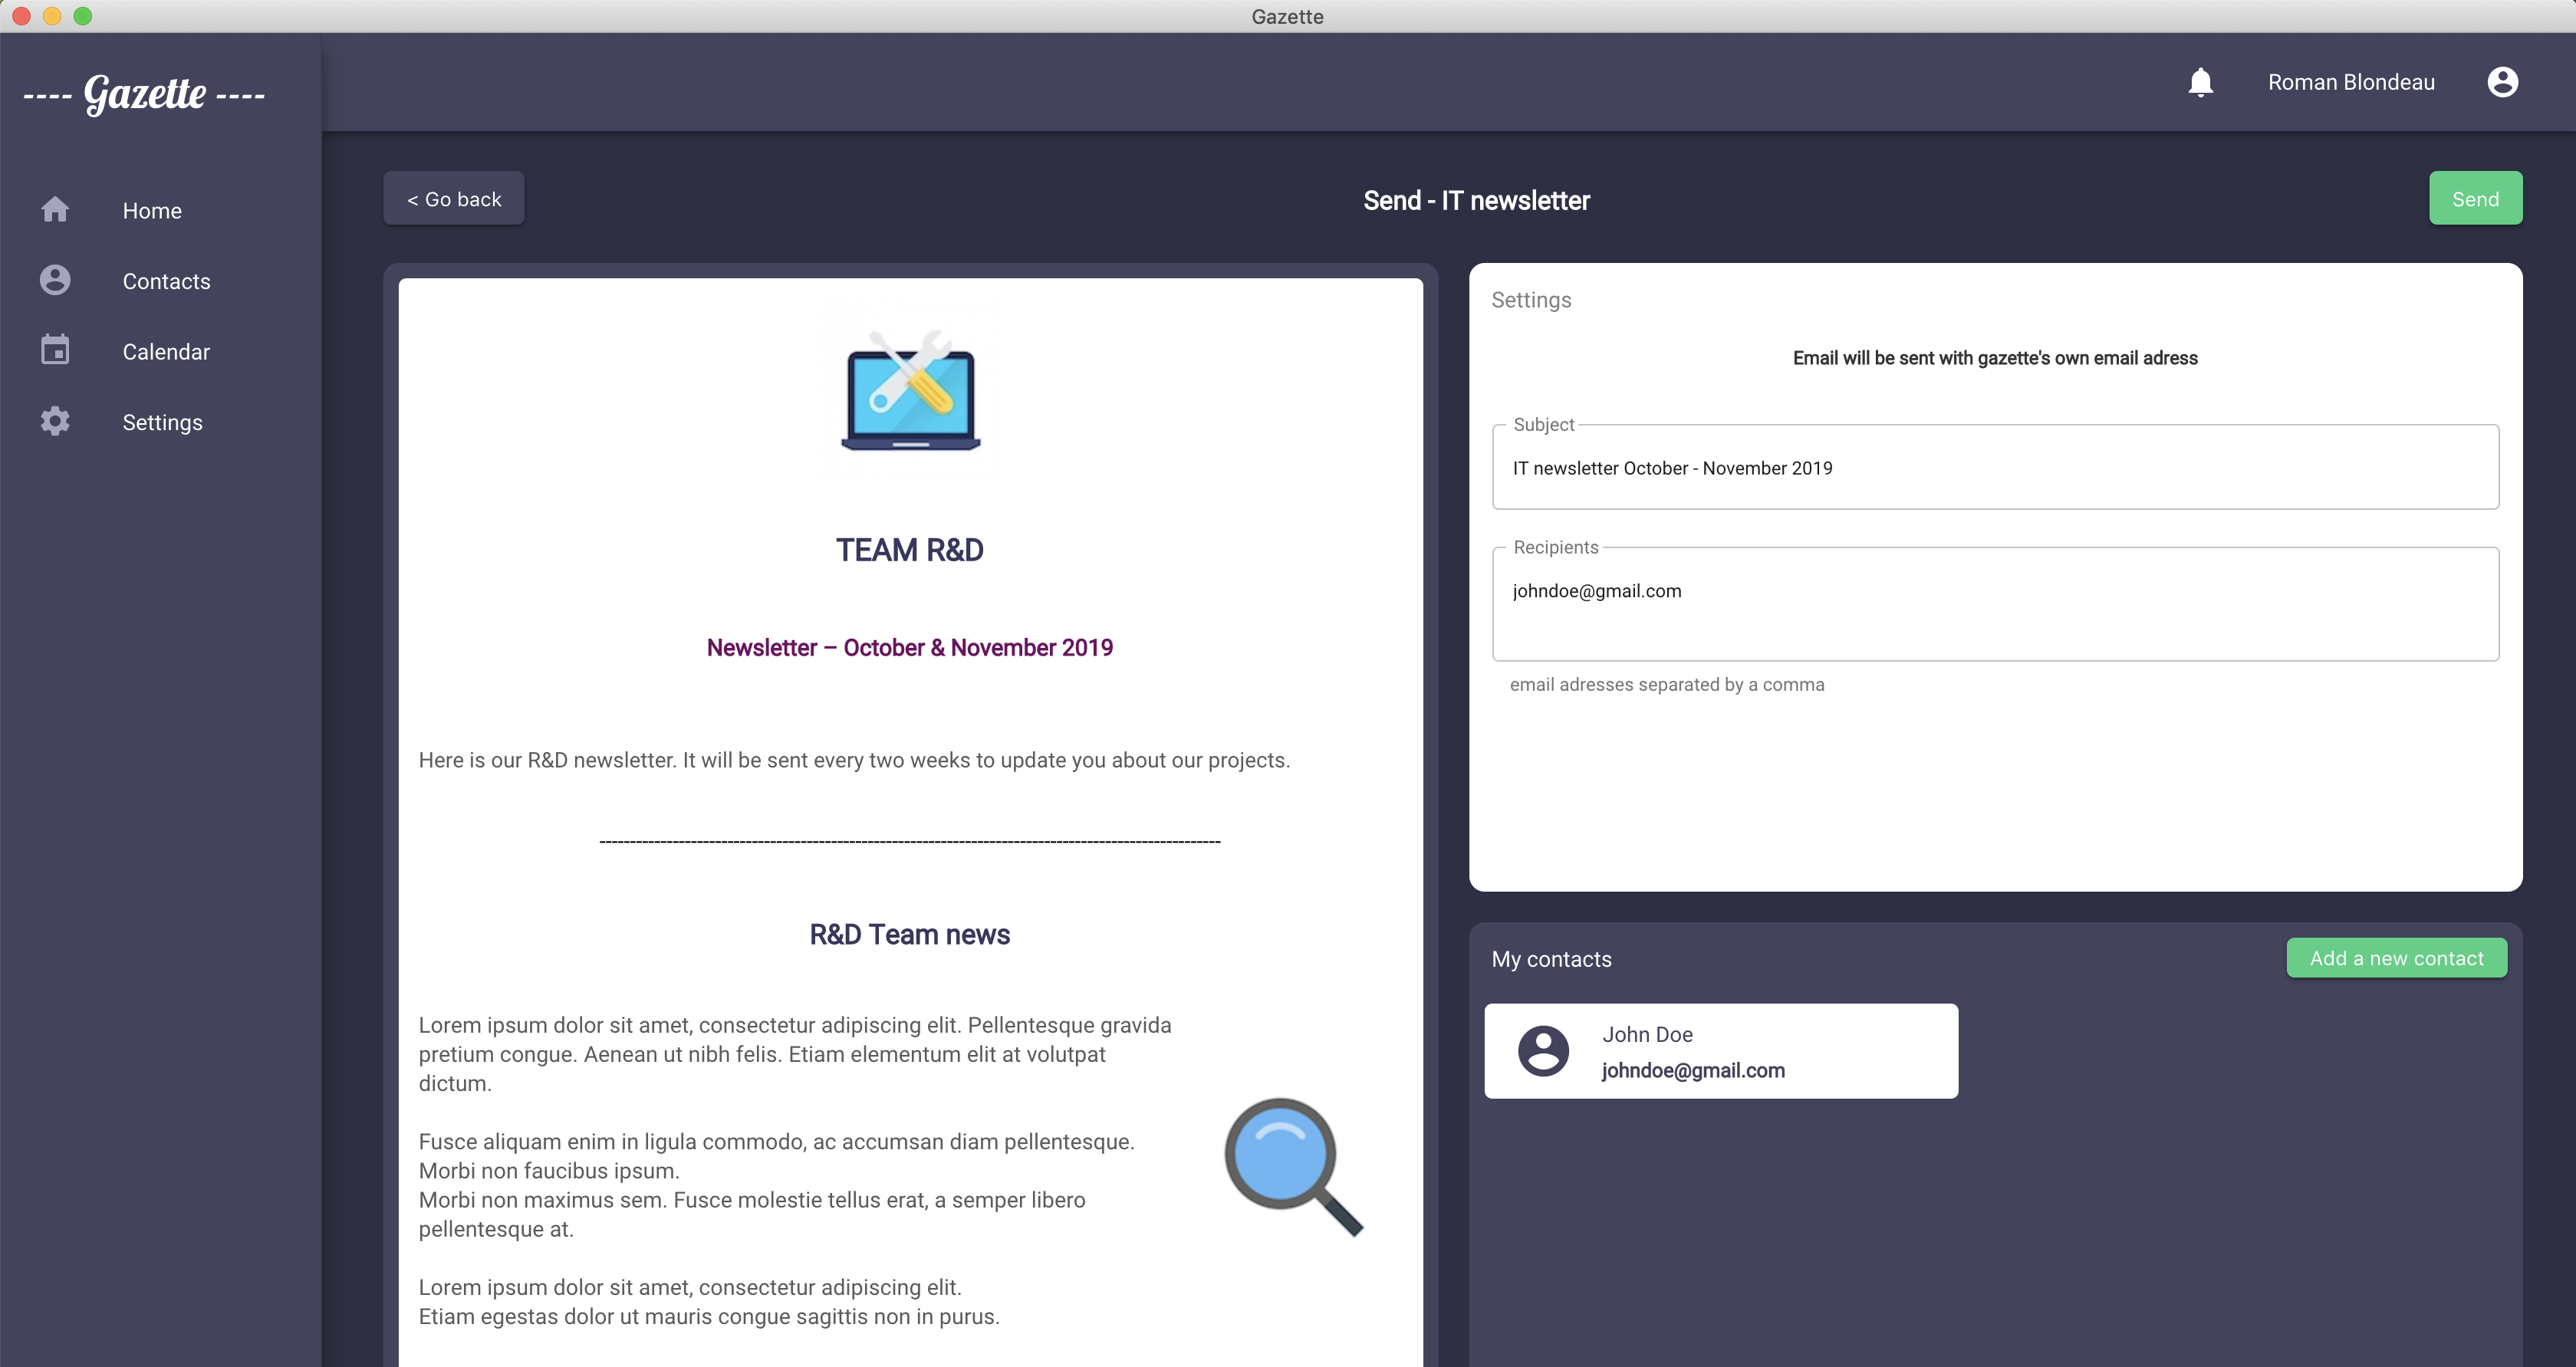 Gazette
---- Gazette ----
Roman Blondeau
Home
Contacts
Calendar
Settings
< Go back
Send - IT newsletter
Send
TEAM R&D
Newsletter – October & November 2019
Here is our R&D newsletter. It will be sent every two weeks to update you about our projects.
--------------------------------------------------------------------------------------------------------
R&D Team news
Lorem ipsum dolor sit amet, consectetur adipiscing elit. Pellentesque gravida
pretium congue. Aenean ut nibh felis. Etiam elementum elit at volutpat
dictum.
Fusce aliquam enim in ligula commodo, ac accumsan diam pellentesque.
Morbi non faucibus ipsum.
Morbi non maximus sem. Fusce molestie tellus erat, a semper libero
pellentesque at.
Lorem ipsum dolor sit amet, consectetur adipiscing elit.
Etiam egestas dolor ut mauris congue sagittis non in purus.
Settings
Email will be sent with gazette's own email adress
Subject
IT newsletter October - November 2019
Recipients
johndoe@gmail.com
email adresses separated by a comma
My contacts
Add a new contact
John Doe
johndoe@gmail.com